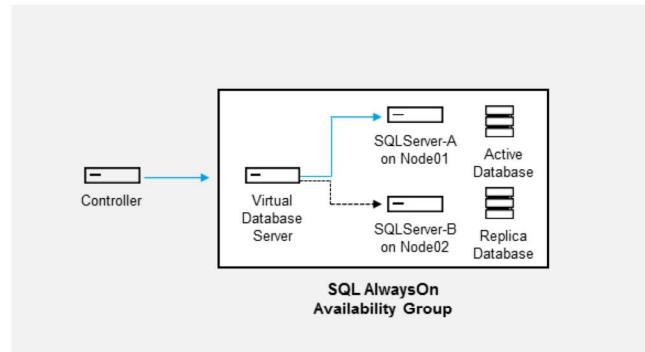 Controller
Virtual
Database
Server
SQLServer-A
on Node01
Active
Database
SQLServer-B
on Node02
Replica
Database
SQL AlwaysOn
Availability Group